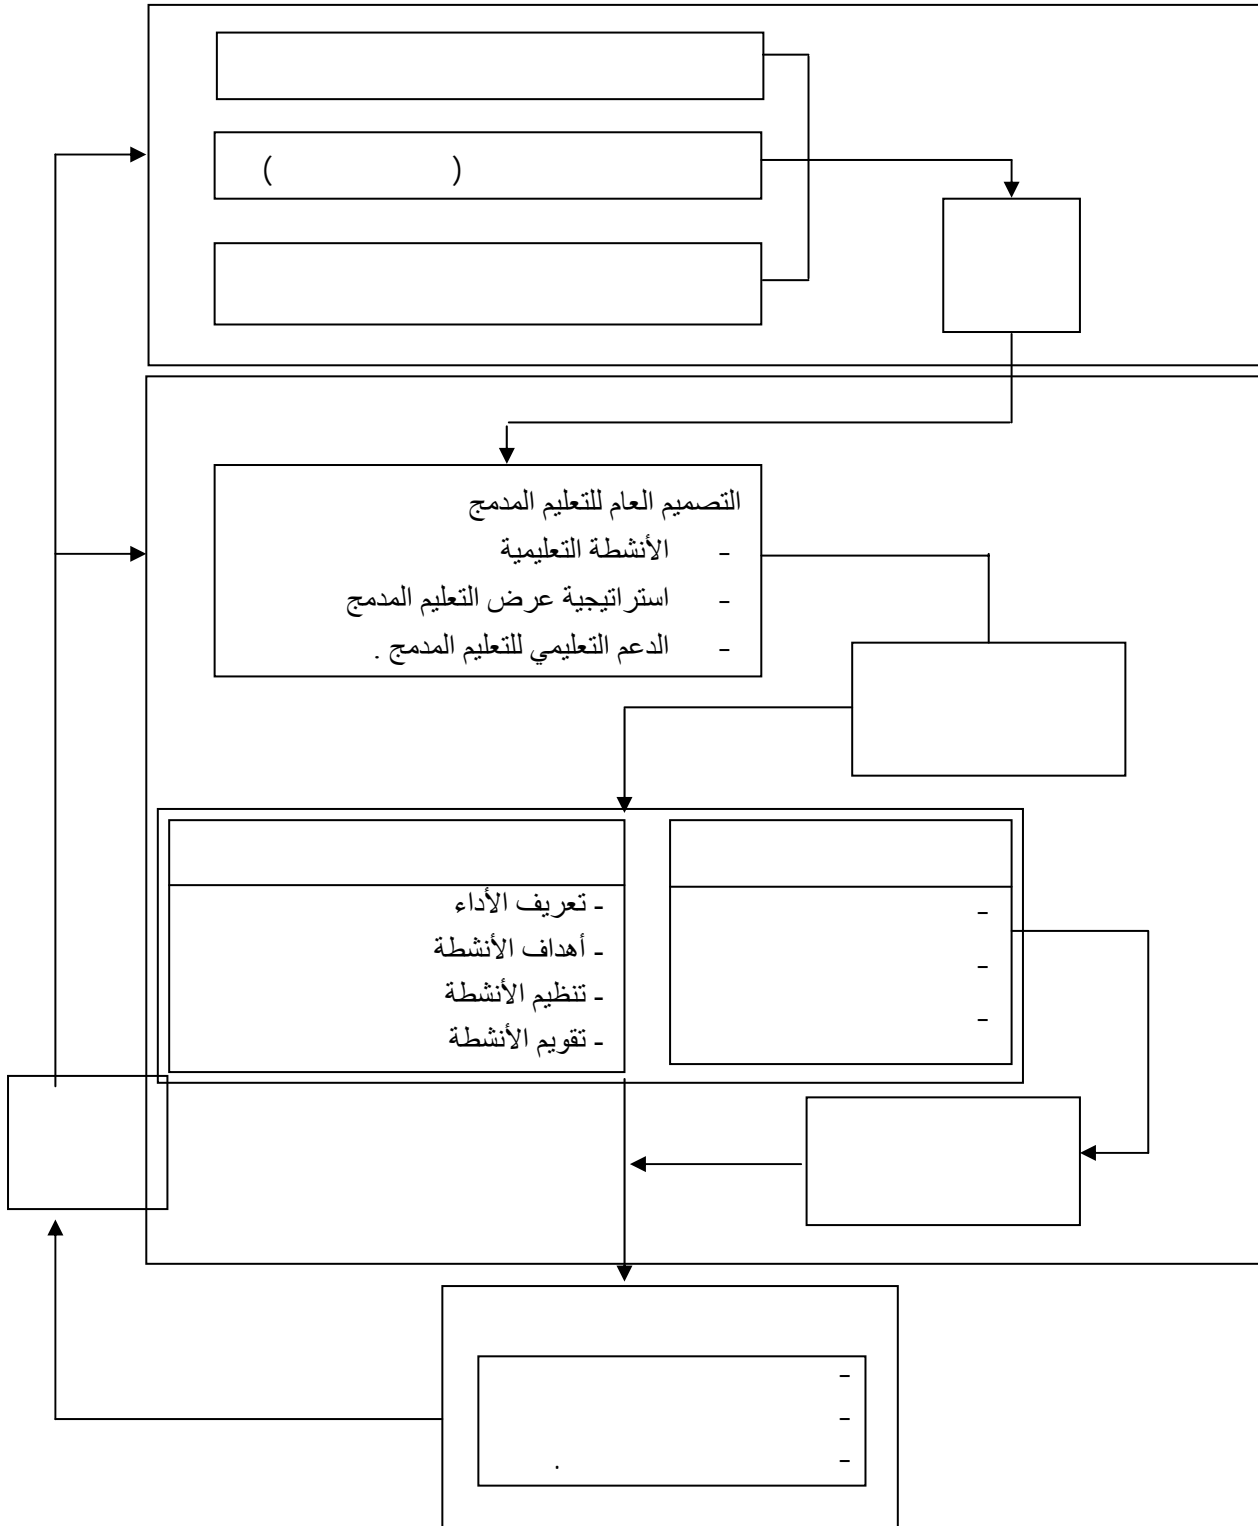 ( )
التصميم العام للتعليم المدمج
- الأنشطة التعليمية
- استراتيجية عرض التعليم المدمج
- الدعم التعليمي للتعليم المدمج .
- تعريف الأداء
- أهداف الأنشطة
- تنظيم الأنشطة
- تقويم الأنشطة
-
-
-
-
-
- .